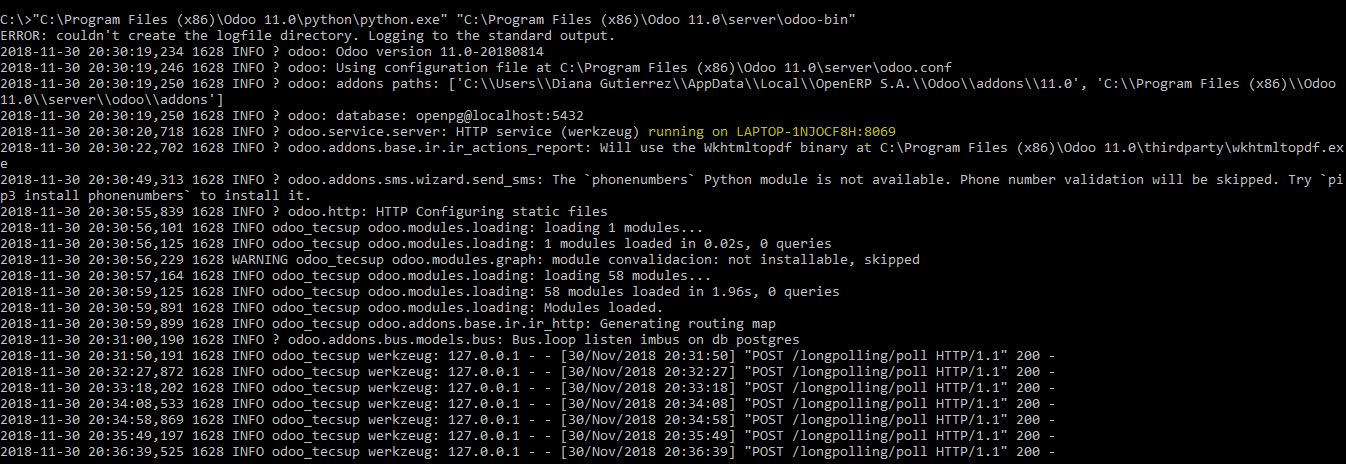 C:\>"C:\Program Files (x86)\Odoo 11.0\python\python.exe" "C:\Program Files (x86)\Odoo 11.0\server\odoo-bin"
ERROR: couldn't create the logfile directory. Logging to the standard output.
2018-11-30 20:30:19,234 1628 INFO ? odoo: Odoo version 11.0-20180814
2018-11-30 20:30:19,246 1628 INFO ? odoo: Using configuration file at C:\Program Files (x86)\Odoo 11.0\server\odoo.conf
2018-11-30 20:30:19,250 1628 INFO ? odoo: addons paths: ['C:\\Users\\Diana Gutierrez\\AppData\\Local\\OpenERP S.A.\\Odoo\\addons\\11.0', 'C:\\Program Files (x86)\\Odoo
11.0\\server\\odoo\\addons']
2018-11-30 20:30:19,250 1628 INFO ? odoo: database: openpg@localhost:5432
2018-11-30 20:30:20,718 1628 INFO ? odoo.service.server: HTTP service (werkzeug) running on LAPTOP-1NJOCF8H:8069
2018-11-30 20:30:22,702 1628 INFO ? odoo.addons.base.ir.ir_actions_report: Will use the Wkhtmltopdf binary at C:\Program Files (x86)\Odoo 11.0\thirdparty\wkhtmltopdf.ex
e
2018-11-30 20:30:49,313 1628 INFO ? odoo.addons.sms.wizard.send_sms: The `phonenumbers` Python module is not available. Phone number validation will be skipped. Try `pi
p3 install phonenumbers` to install it.
2018-11-30 20:30:55,839 1628 INFO ? odoo.http: HTTP Configuring static files
2018-11-30 20:30:56,101 1628 INFO odoo_tecsup odoo.modules.loading: loading 1 modules...
2018-11-30 20:30:56,125 1628 INFO odoo_tecsup odoo.modules.loading: 1 modules loaded in 0.02s, 0 queries
2018-11-30 20:30:56,229 1628 WARNING odoo_tecsup odoo.modules.graph: module convalidacion: not installable, skipped
2018-11-30 20:30:57,164 1628 INFO odoo_tecsup odoo.modules.loading: loading 58 modules...
2018-11-30 20:30:59,125 1628 INFO odoo_tecsup odoo.modules.loading: 58 modules loaded in 1.96s, 0 queries
2018-11-30 20:30:59,891 1628 INFO odoo_tecsup odoo.modules.loading: Modules loaded.
2018-11-30 20:30:59,899 1628 INFO odoo_tecsup odoo.addons.base.ir.ir_http: Generating routing map
2018-11-30 20:31:00,190 1628 INFO ? odoo.addons.bus.models.bus: Bus.loop listen imbus on db postgres
2018-11-30 20:31:50,191 1628 INFO odoo_tecsup werkzeug: 127.0.0.1 - - [30/Nov/2018 20:31:50] "POST /longpolling/poll HTTP/1.1" 200 -
2018-11-30 20:32:27,872 1628 INFO odoo_tecsup werkzeug: 127.0.0.1 - - [30/Nov/2018 20:32:27] "POST /longpolling/poll HTTP/1.1" 200 -
2018-11-30 20:33:18,202 1628 INFO odoo_tecsup werkzeug: 127.0.0.1 - - [30/Nov/2018 20:33:18] "POST /longpolling/poll HTTP/1.1" 200 -
2018-11-30 20:34:08,533 1628 INFO odoo_tecsup werkzeug: 127.0.0.1 - - [30/Nov/2018 20:34:08] "POST /longpolling/poll HTTP/1.1" 200 -
2018-11-30 20:34:58,869 1628 INFO odoo_tecsup werkzeug: 127.0.0.1 - - [30/Nov/2018 20:34:58] "POST /longpolling/poll HTTP/1.1" 200 -
2018-11-30 20:35:49,197 1628 INFO odoo_tecsup werkzeug: 127.0.0.1 - - [30/Nov/2018 20:35:49] "POST /longpolling/poll HTTP/1.1" 200 -
2018-11-30 20:36:39,525 1628 INFO odoo_tecsup werkzeug: 127.0.0.1 - - [30/Nov/2018 20:36:39] "POST /longpolling/poll HTTP/1.1" 200 -